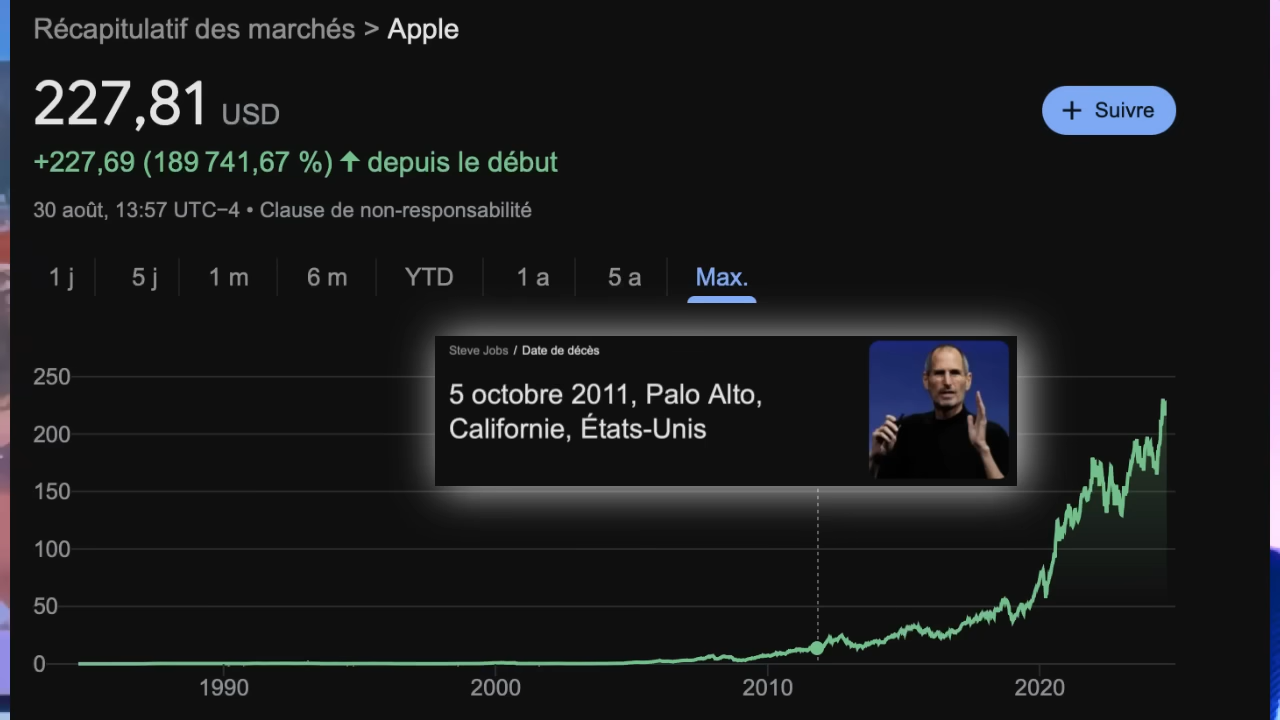 Récapitulatif des marchés > Apple
227,81 USD
+ Suivre
+227,69 (189 741,67 %) ↑ depuis le début
30 août, 13:57 UTC−4 • Clause de non-responsabilité
1 j 5 j 1 m 6 m YTD 1 a 5 a Max.
Steve Jobs / Date de décès
5 octobre 2011, Palo Alto,
Californie, États-Unis
250
200
150
100
50
0
1990 2000 2010 2020